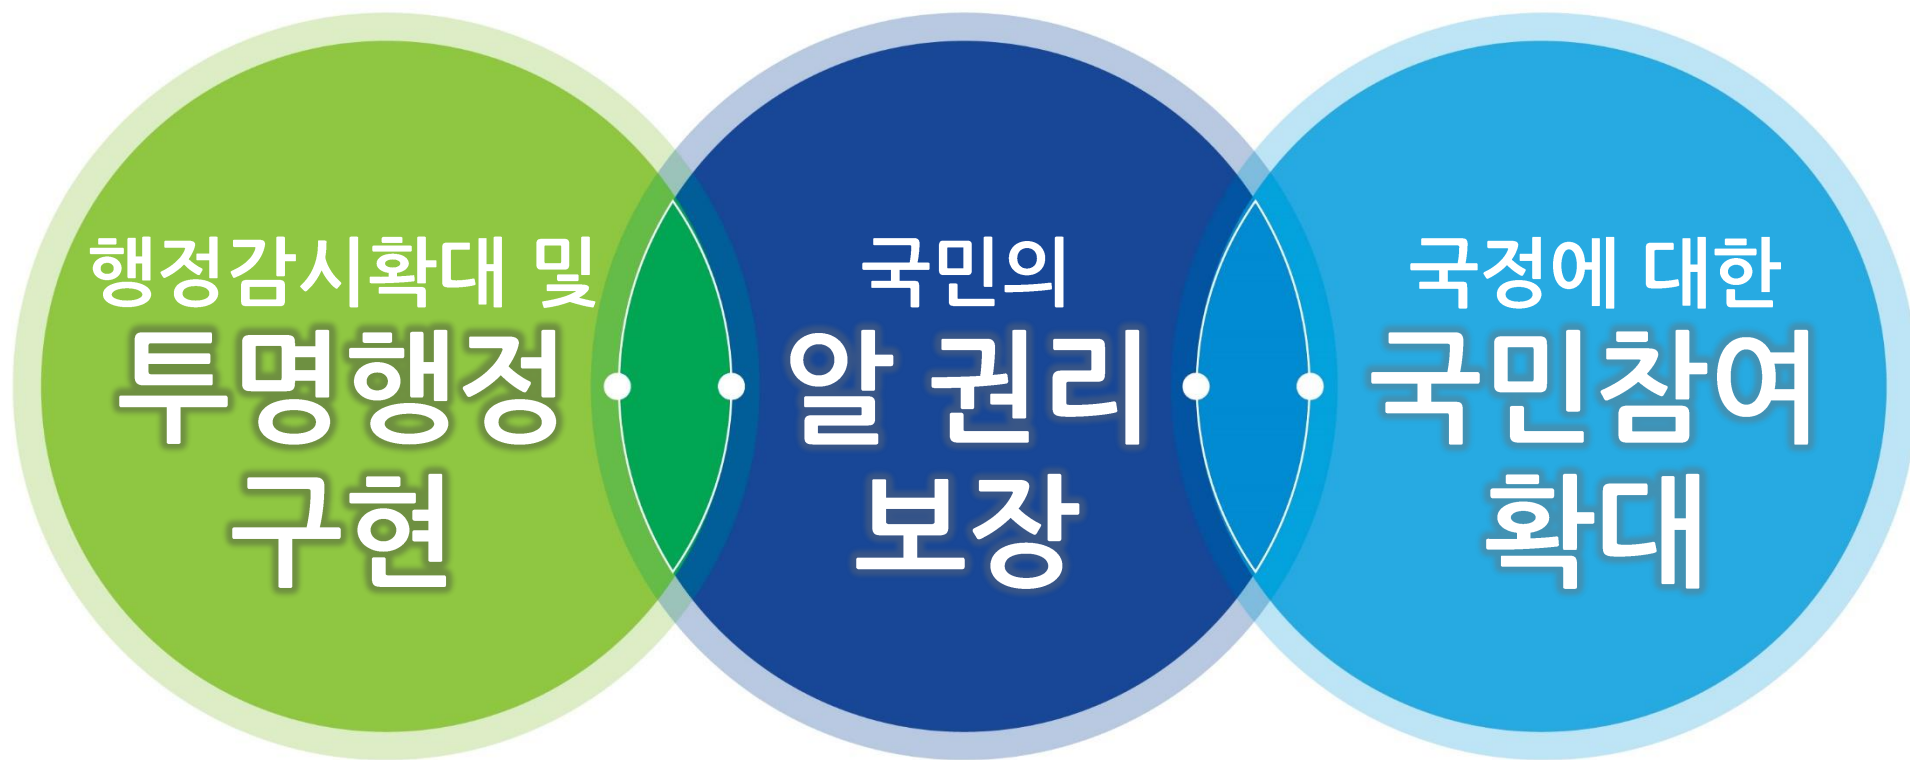 행정감시확대 및
투명행정
구현
국민의
알 권리
보장
국정에 대한
국민참여
확대